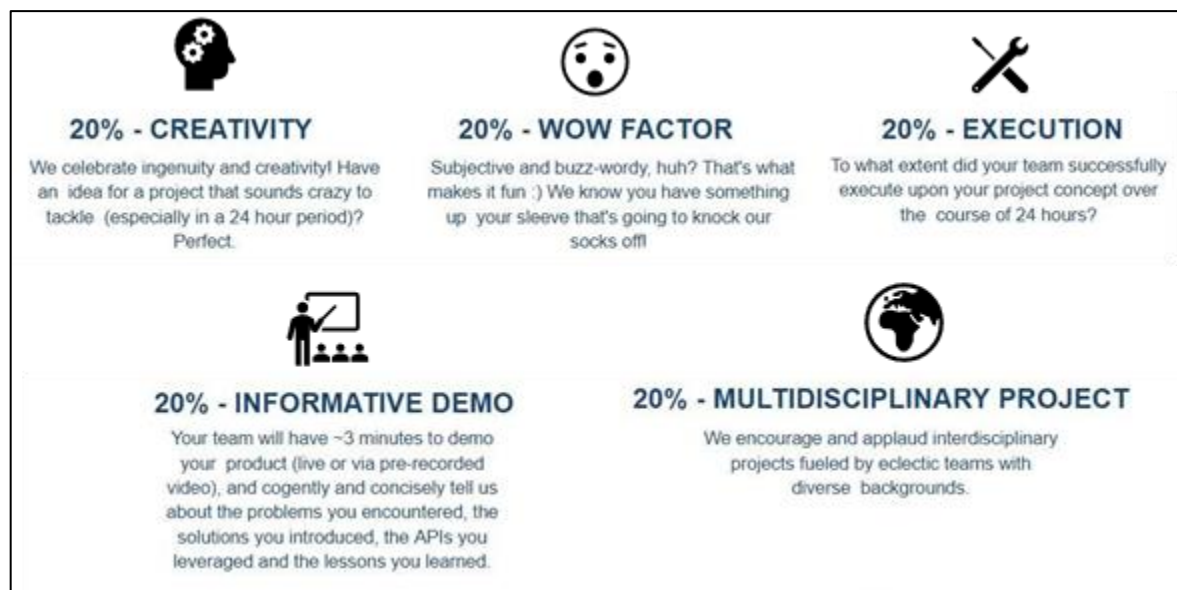 20% - CREATIVITY
We celebrate ingenuity and creativity! Have
an idea for a project that sounds crazy to
tackle (especially in a 24 hour period)?
Perfect.
20% - WOW FACTOR
Subjective and buzz-wordy, huh? That's what
makes it fun :) We know you have something
up your sleeve that's going to knock our
socks off!
20% - EXECUTION
To what extent did your team successfully
execute upon your project concept over
the course of 24 hours?
20% - INFORMATIVE DEMO
Your team will have ~3 minutes to demo
your product (live or via pre-recorded
video), and cogently and concisely tell us
about the problems you encountered, the
solutions you introduced, the APIs you
leveraged and the lessons you learned.
20% - MULTIDISCIPLINARY PROJECT
We encourage and applaud interdisciplinary
projects fueled by eclectic teams with
diverse backgrounds.